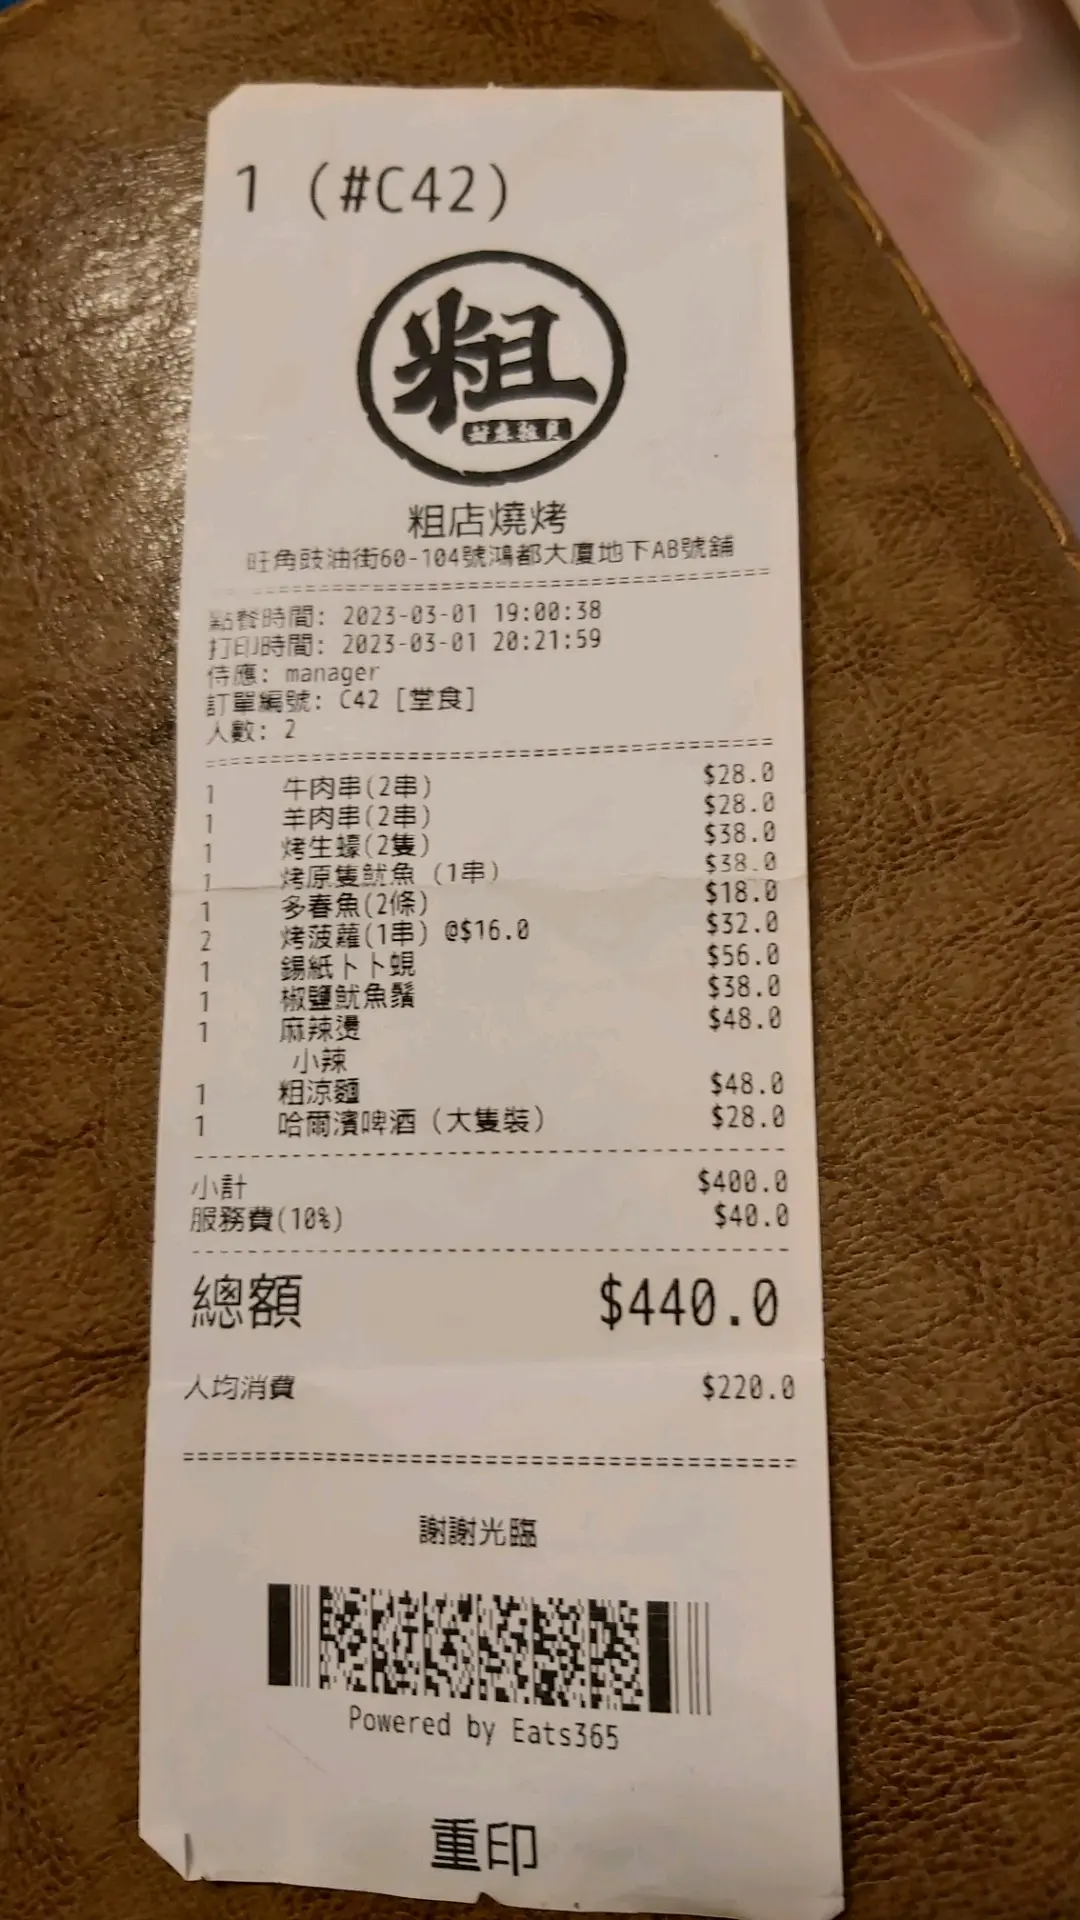 1 (#C42)
粗
粗店燒烤
旺角豉油街60-104號鴻都大廈地下AB號舖
點餐時間: 2023-03-01 19:00:38
打印時間: 2023-03-01 20:21:59
侍應: manager
訂單編號: C42 [堂食]
人數: 2
1 牛肉串(2串) $28.0
1 羊肉串(2串) $28.0
1 烤生蠔(2隻) $38.0
1 烤原隻魷魚 (1串) $38.0
1 多春魚(2條) $18.0
2 烤菠蘿(1串) @$16.0 $32.0
1 錫紙卜卜蜆 $56.0
1 椒鹽魷魚鬚 $38.0
1 麻辣燙 $48.0
小辣
1 粗涼麵 $48.0
1 哈爾濱啤酒 (大隻裝) $28.0
小計 $400.0
服務費(10%) $40.0
總額 $440.0
人均消費 $220.0
謝謝光臨
Powered by Eats365
重印